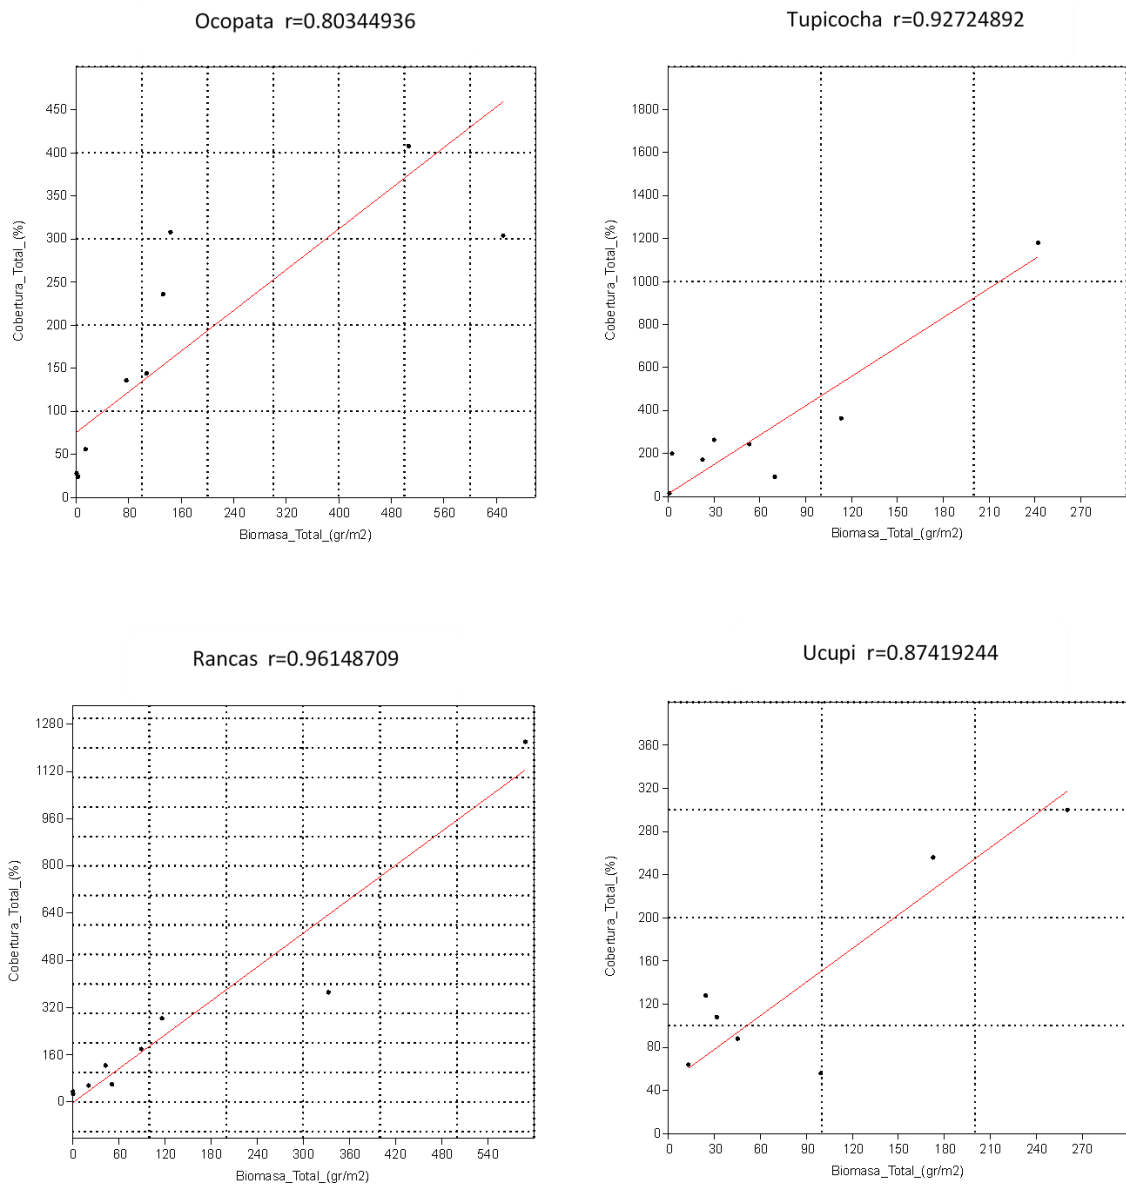 Ocopata r=0.80344936
450
400
350
300
250
200
150
100
50
0
Cobertura_Total_(%)
0 80 160 240 320 400 480 560 640
Biomasa_Total_(gr/m2)
Tupicocha r=0.92724892
1800
1600
1400
1200
1000
800
600
400
200
0
Cobertura_Total_(%)
0 30 60 90 120 150 180 210 240 270
Biomasa_Total_(gr/m2)
Rancas r=0.96148709
1280
1120
960
800
640
480
320
160
0
Cobertura_Total_(%)
0 60 120 180 240 300 360 420 480 540
Biomasa_Total_(gr/m2)
Ucupi r=0.87419244
360
320
280
240
200
160
120
80
40
0
Cobertura_Total_(%)
0 30 60 90 120 150 180 210 240 270
Biomasa_Total_(gr/m2)